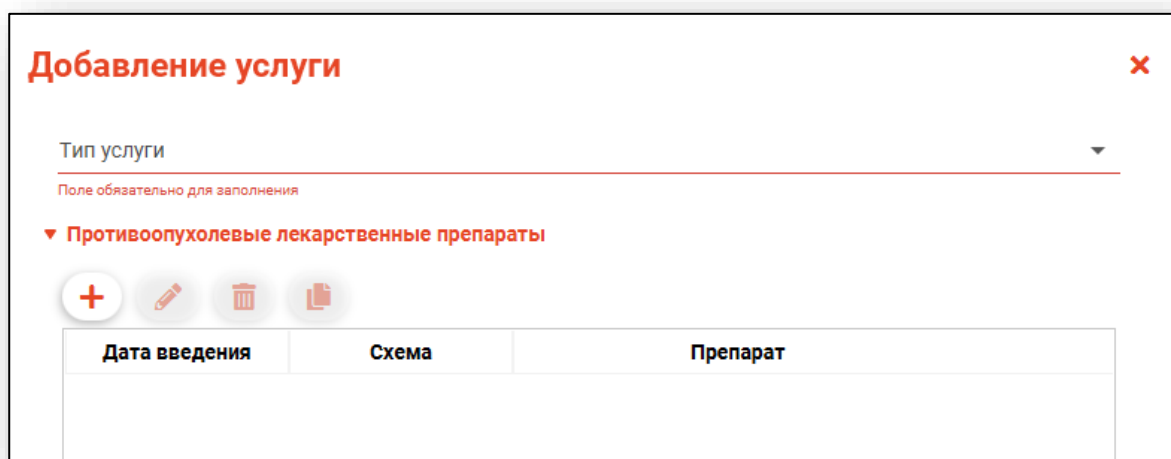 Добавление услуги
Тип услуги
Поле обязательно для заполнения
Противоопухолевые лекарственные препараты
Дата введения Схема Препарат